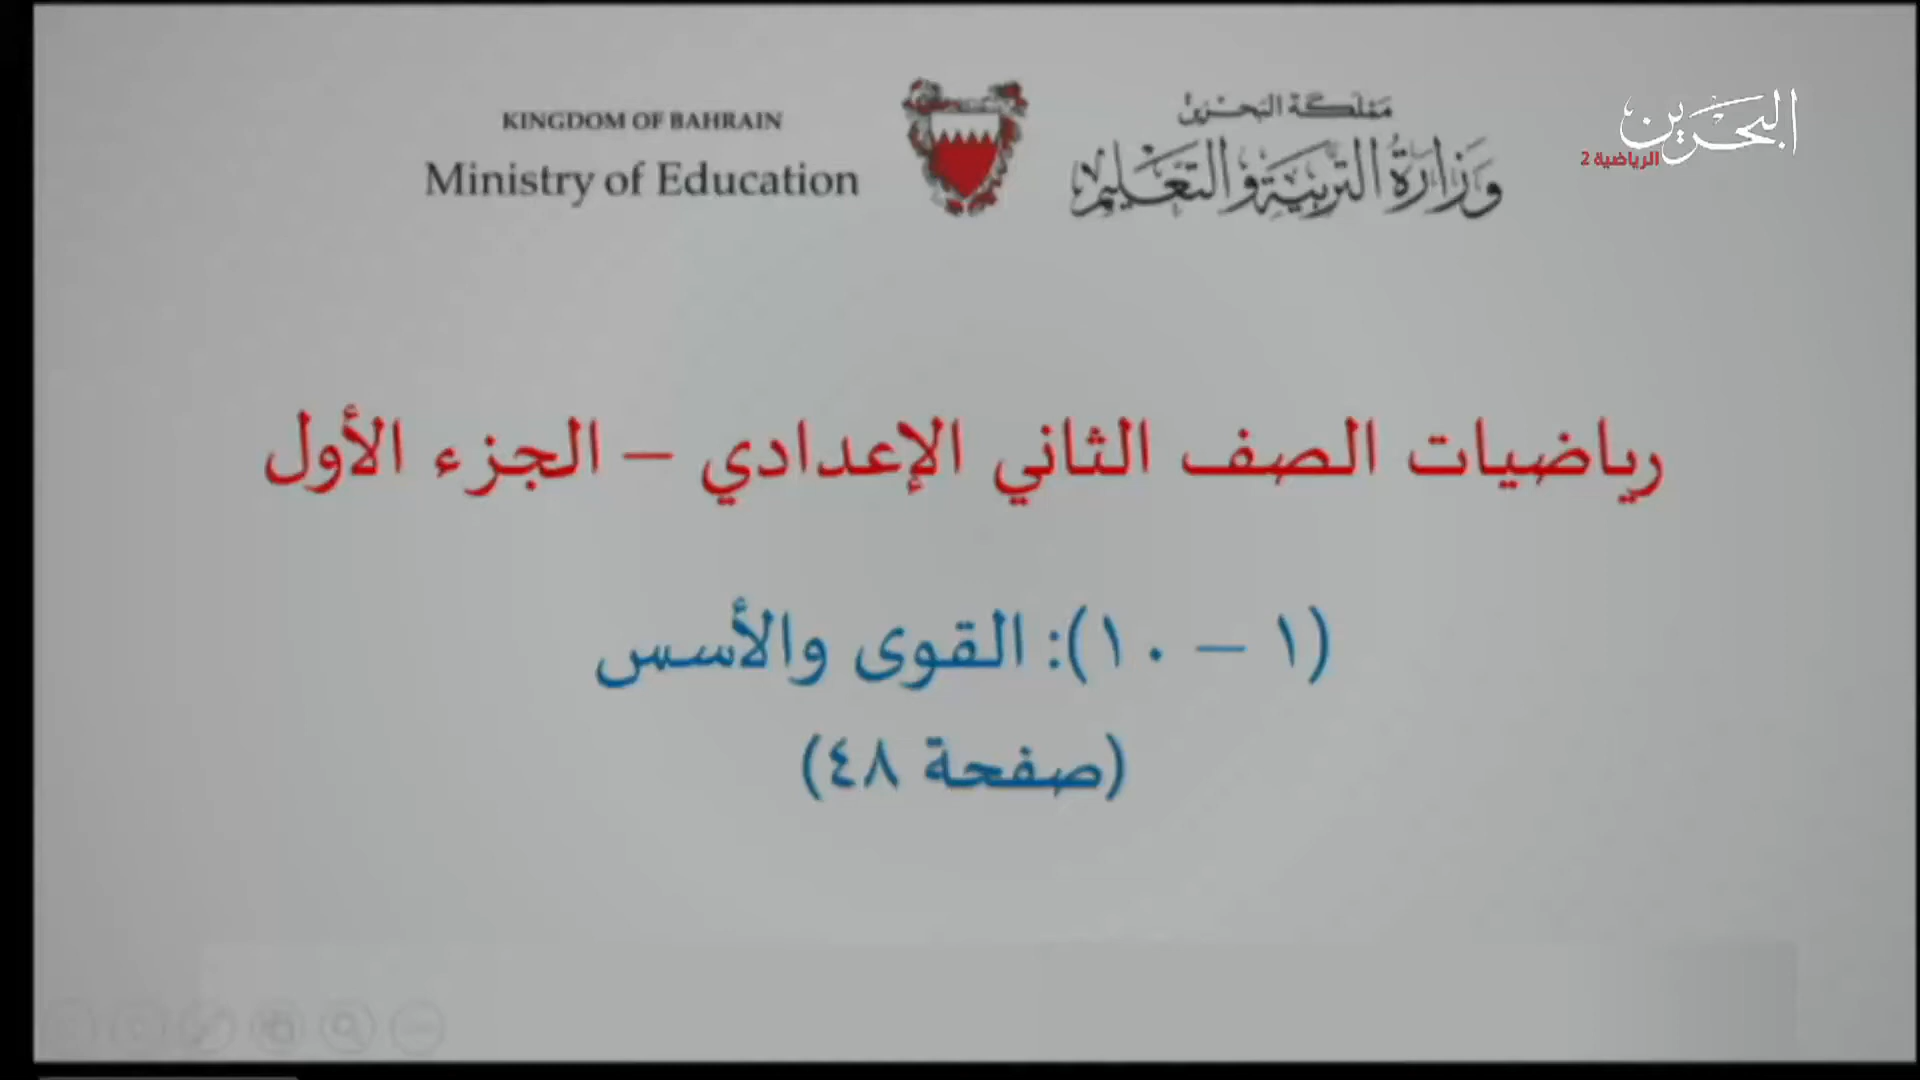 KINGDOM OF BAHRAIN
Ministry of Education
مملكة البحرين
وزارة التربية والتعليم
البحرين
الرياضية 2
رياضيات الصف الثاني الإعدادي – الجزء الأول
(١ – ١٠): القوى والأسس
(صفحة ٤٨)